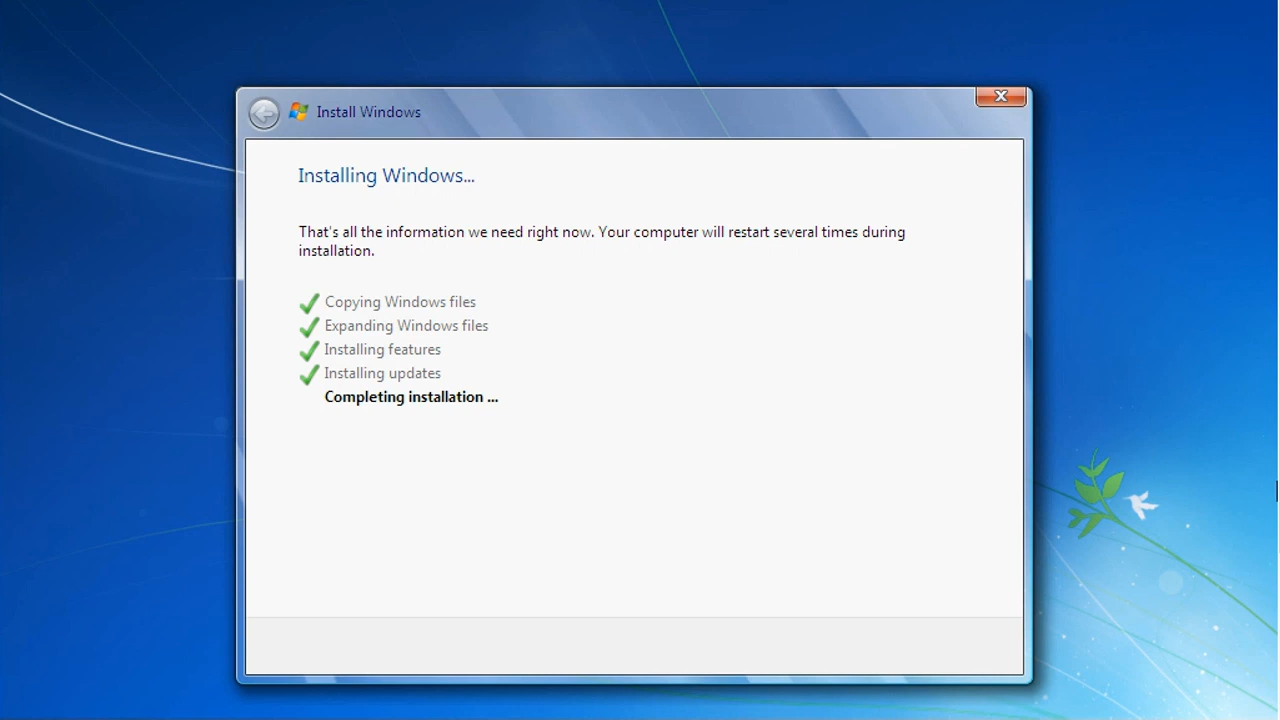 Install Windows
Installing Windows...
That's all the information we need right now. Your computer will restart several times during
installation.
Copying Windows files
Expanding Windows files
Installing features
Installing updates
Completing installation ...